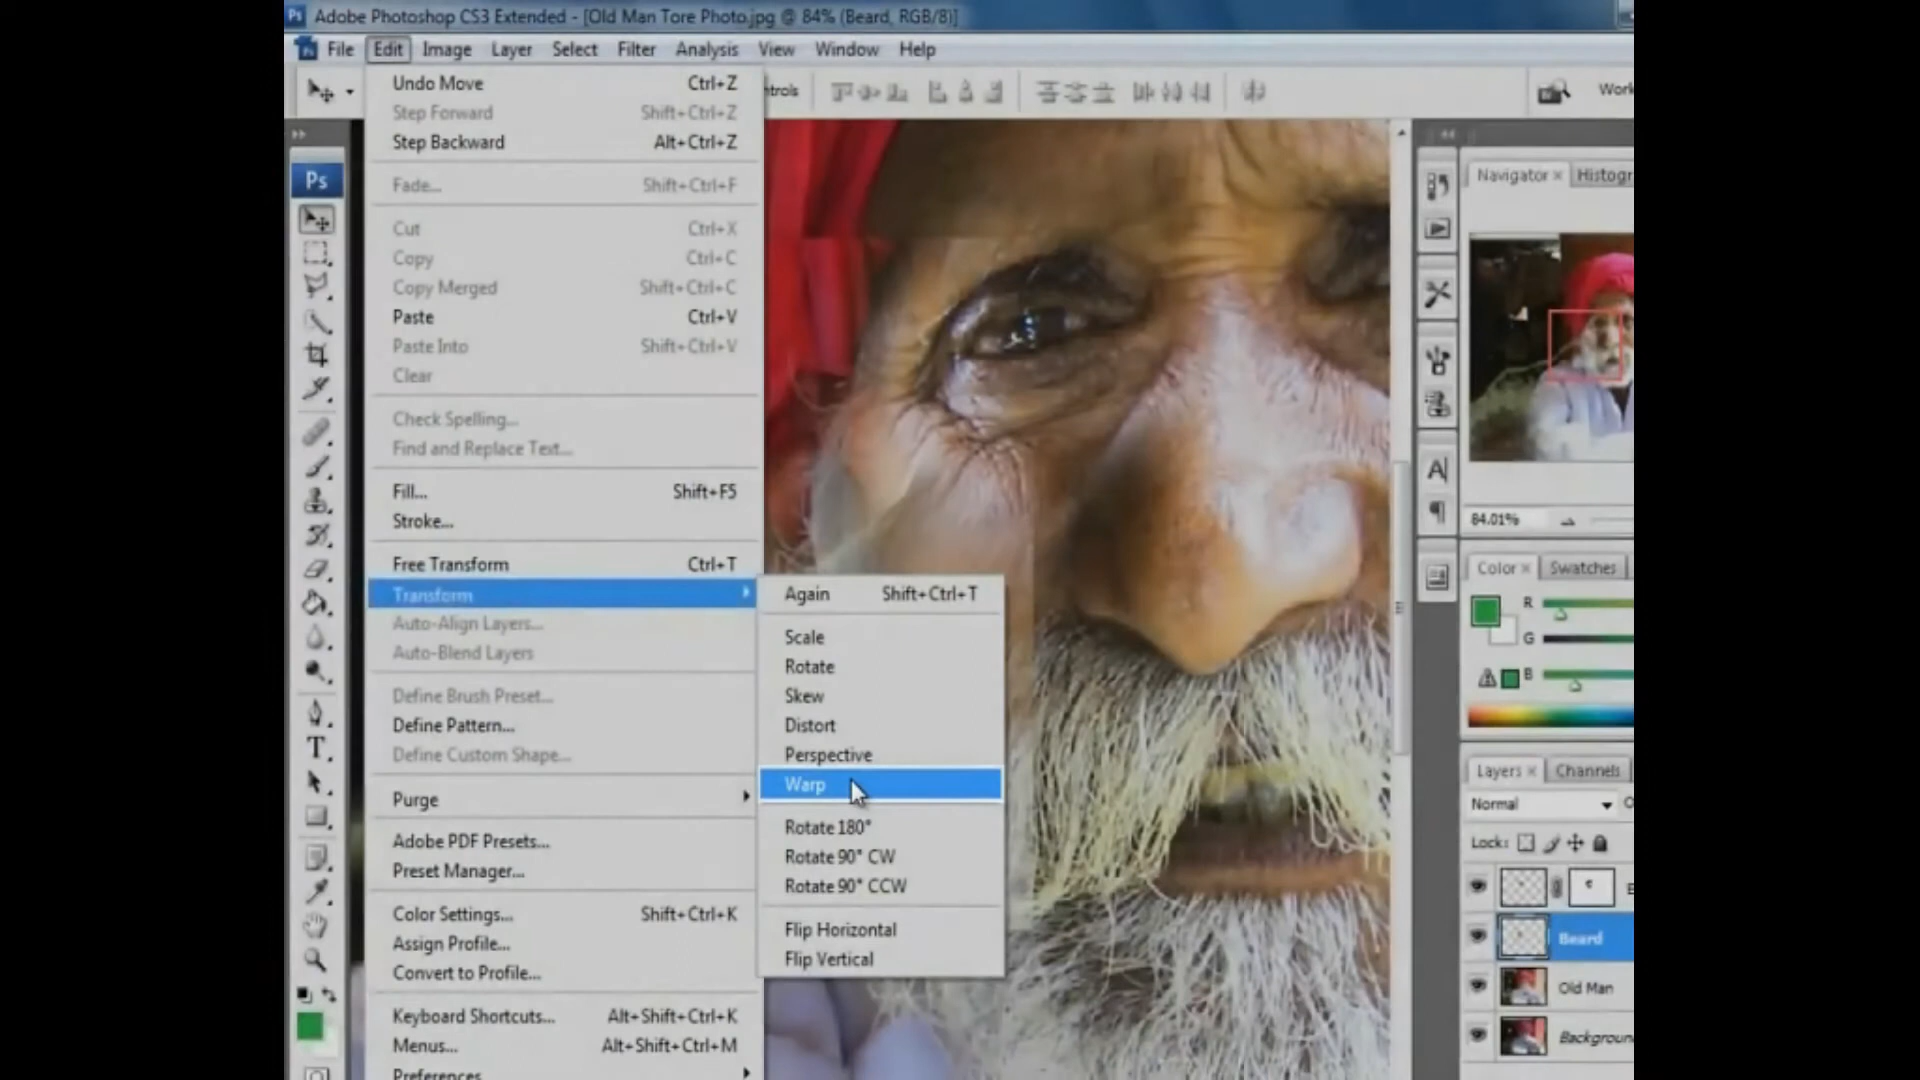 Adobe Photoshop CS3 Extended - [Old Man Tore Photo.jpg @ 84% (Beard, RGB/8)]
File Edit Image Layer Select Filter Analysis View Window Help
Undo Move Ctrl+Z
Step Forward Shift+Ctrl+Z
Step Backward Alt+Ctrl+Z
Fade... Shift+Ctrl+F
Cut Ctrl+X
Copy Ctrl+C
Copy Merged Shift+Ctrl+C
Paste Ctrl+V
Paste Into Shift+Ctrl+V
Clear
Check Spelling...
Find and Replace Text...
Fill... Shift+F5
Stroke...
Free Transform Ctrl+T
Transform
Auto-Align Layers...
Auto-Blend Layers
Define Brush Preset...
Define Pattern...
Define Custom Shape...
Purge
Adobe PDF Presets...
Preset Manager...
Color Settings... Shift+Ctrl+K
Assign Profile...
Convert to Profile...
Keyboard Shortcuts... Alt+Shift+Ctrl+K
Menus... Alt+Shift+Ctrl+M
Preferences
Again Shift+Ctrl+T
Scale
Rotate
Skew
Distort
Perspective
Warp
Rotate 180°
Rotate 90° CW
Rotate 90° CCW
Flip Horizontal
Flip Vertical
ntrols
Work
Ps
T
A
Navigator × Histogr
84.01%
Color × Swatches
R
G
B
Layers × Channels
Normal
Lock:
Beard
Old Man
Background